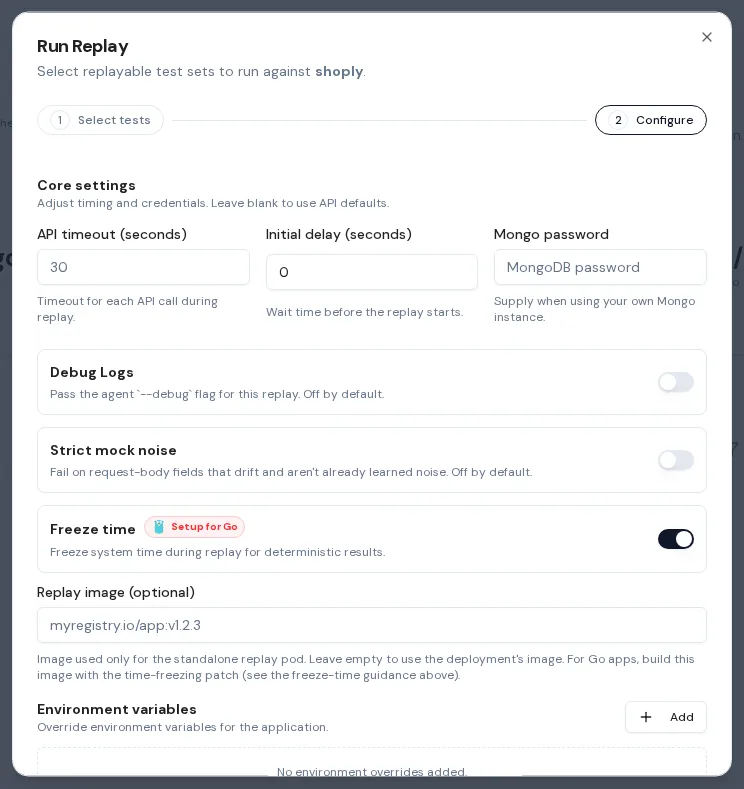 Run Replay
Select replayable test sets to run against shoply.
1 Select tests
2 Configure
Core settings
Adjust timing and credentials. Leave blank to use API defaults.
API timeout (seconds)
Initial delay (seconds)
Mongo password
30
0
MongoDB password
Timeout for each API call during
replay.
Wait time before the replay starts.
Supply when using your own Mongo
instance.
Debug Logs
Pass the agent `--debug` flag for this replay. Off by default.
Strict mock noise
Fail on request-body fields that drift and aren't already learned noise. Off by default.
Freeze time
Setup for Go
Freeze system time during replay for deterministic results.
Replay image (optional)
myregistry.io/app:v1.2.3
Image used only for the standalone replay pod. Leave empty to use the deployment's image. For Go apps, build this
image with the time-freezing patch (see the freeze-time guidance above).
Environment variables
Override environment variables for the application.
Add
No environment overrides added.